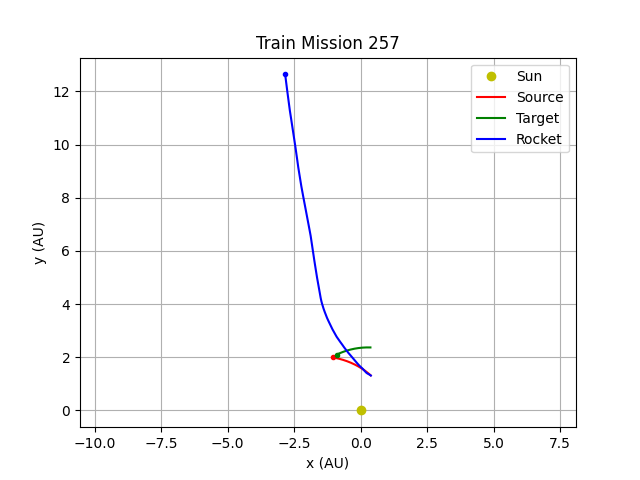 Train Mission 257
Sun
Source
Target
Rocket
12
10
8
6
4
2
0
y (AU)
−10.0 −7.5 −5.0 −2.5 0.0 2.5 5.0 7.5
x (AU)